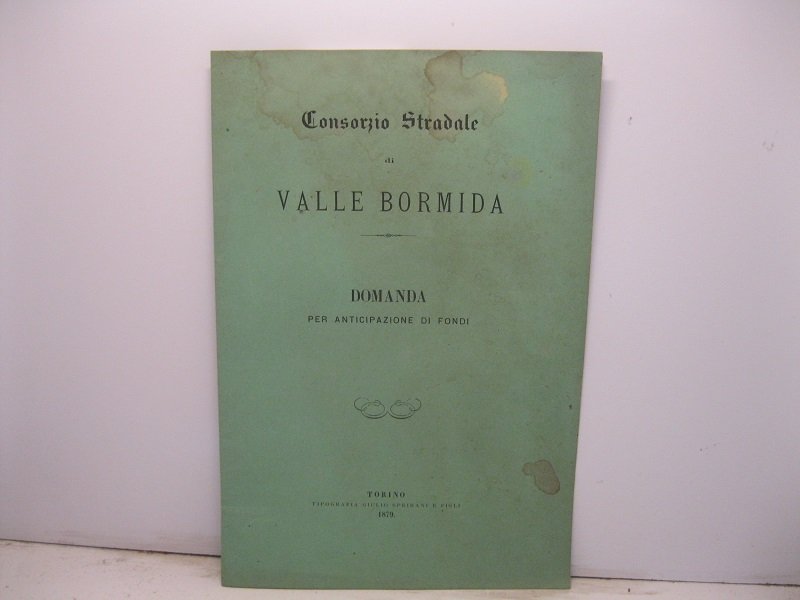 Consorzio Stradale
di
VALLE BORMIDA
DOMANDA
PER ANTICIPAZIONE DI FONDI
TORINO
TIPOGRAFIA GIULIO SPEIRANI E FIGLI
1879.